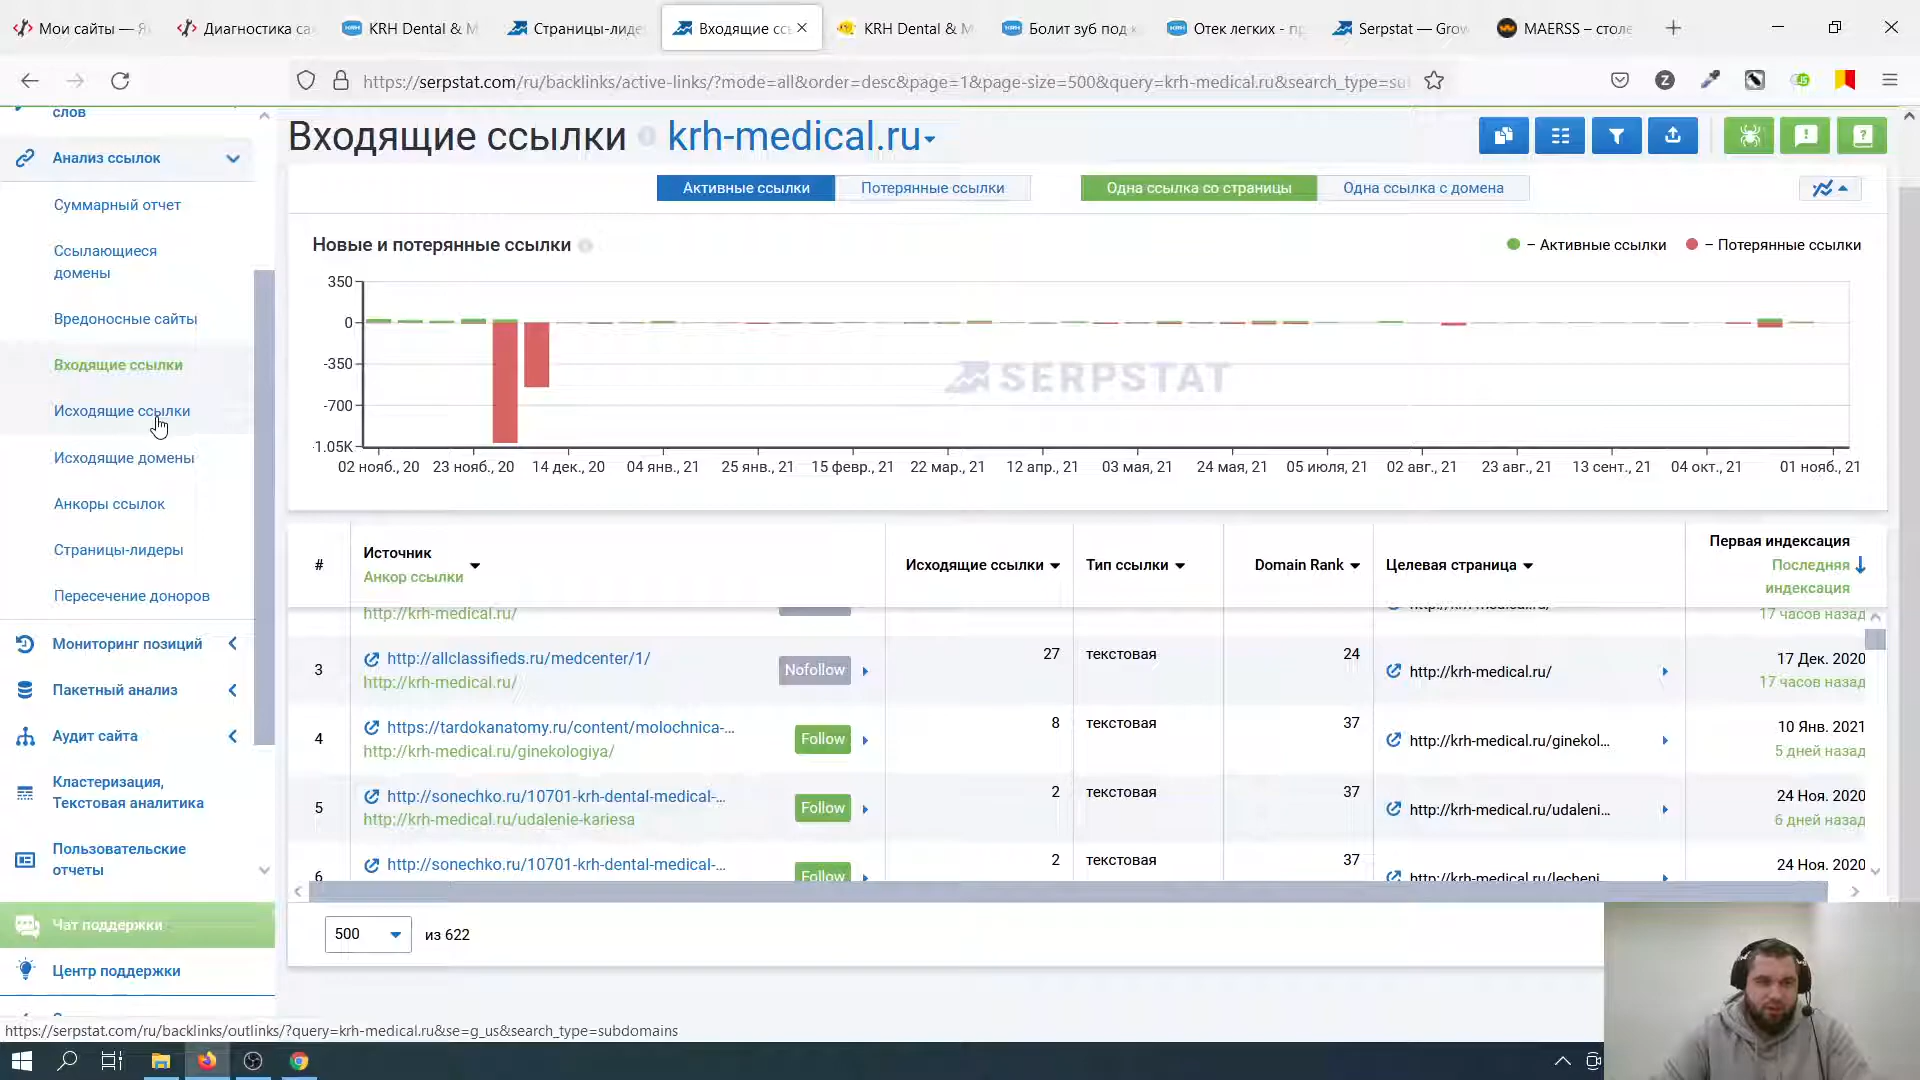 Мои сайты — Я
Диагностика са
KRH Dental & M
Страницы-лиде
Входящие сс
KRH Dental & M
Болит зуб под к
Отек легких - пр
Serpstat — Grow
MAERSS – столе
https://serpstat.com/ru/backlinks/active-links/?mode=all&order=desc&page=1&page-size=500&query=krh-medical.ru&search_type=su
слов
Анализ ссылок
Суммарный отчет
Ссылающиеся
домены
Вредоносные сайты
Входящие ссылки
Исходящие ссылки
Исходящие домены
Анкоры ссылок
Страницы-лидеры
Пересечение доноров
Мониторинг позиций
Пакетный анализ
Аудит сайта
Кластеризация,
Текстовая аналитика
Пользовательские
отчеты
Чат поддержки
Центр поддержки
Входящие ссылки krh-medical.ru
Активные ссылки Потерянные ссылки Одна ссылка со страницы Одна ссылка с домена
Новые и потерянные ссылки
– Активные ссылки – Потерянные ссылки
350
0
-350
-700
-1.05K
SERPSTAT
02 нояб., 20 23 нояб., 20 14 дек., 20 04 янв., 21 25 янв., 21 15 февр., 21 22 мар., 21 12 апр., 21 03 мая, 21 24 мая, 21 05 июля, 21 02 авг., 21 23 авг., 21 13 сент., 21 04 окт., 21 01 нояб., 21
# Источник Анкор ссылки Исходящие ссылки Тип ссылки Domain Rank Целевая страница Первая индексация Последняя индексация
http://krh-medical.ru/ http://krh-medical.ru/ 17 часов назад
3 http://allclassifieds.ru/medcenter/1/ Nofollow 27 текстовая 24 http://krh-medical.ru/ 17 Дек. 2020
http://krh-medical.ru/ 17 часов назад
4 https://tardokanatomy.ru/content/molochnica-... Follow 8 текстовая 37 http://krh-medical.ru/ginekol... 10 Янв. 2021
http://krh-medical.ru/ginekologiya/ 5 дней назад
5 http://sonechko.ru/10701-krh-dental-medical-... Follow 2 текстовая 37 http://krh-medical.ru/udaleni... 24 Ноя. 2020
http://krh-medical.ru/udalenie-kariesa 6 дней назад
6 http://sonechko.ru/10701-krh-dental-medical-... Follow 2 текстовая 37 http://krh-medical.ru/lecheni... 24 Ноя. 2020
500 из 622
https://serpstat.com/ru/backlinks/outlinks/?query=krh-medical.ru&se=g_us&search_type=subdomains